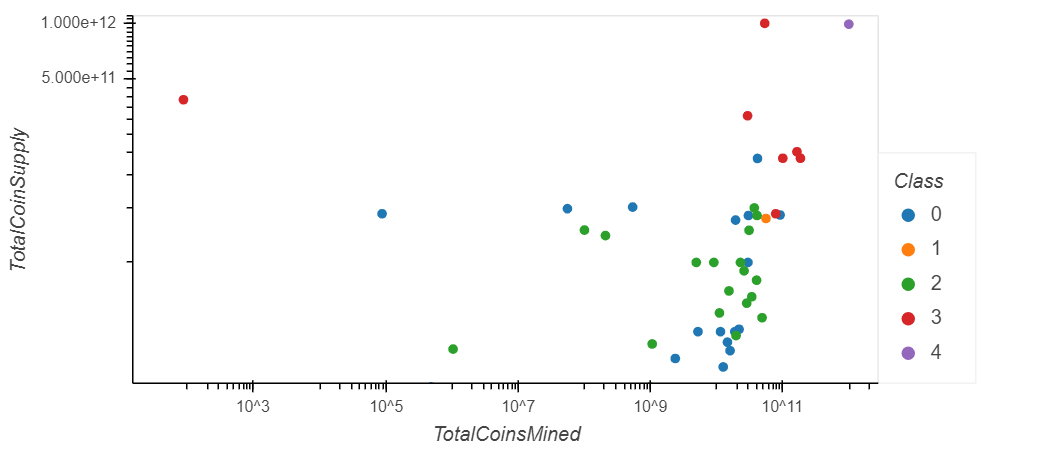 1.000e+12
5.000e+11
TotalCoinSupply
10^3
10^5
10^7
10^9
10^11
TotalCoinsMined
Class
0
1
2
3
4